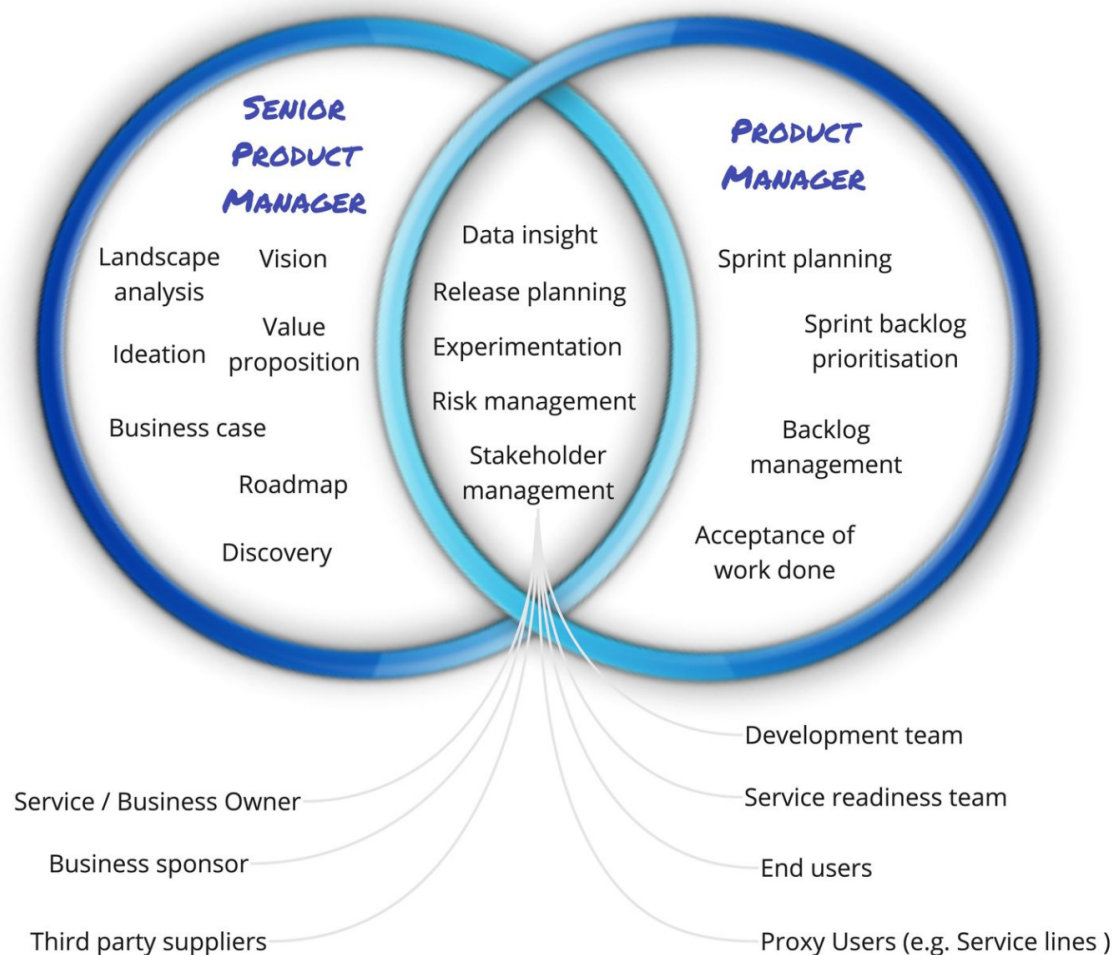 SENIOR
PRODUCT
MANAGER
Landscape
analysis
Vision
Ideation
Value
proposition
Business case
Roadmap
Discovery
Data insight
Release planning
Experimentation
Risk management
Stakeholder
management
PRODUCT
MANAGER
Sprint planning
Sprint backlog
prioritisation
Backlog
management
Acceptance of
work done
Service / Business Owner
Business sponsor
Third party suppliers
Development team
Service readiness team
End users
Proxy Users (e.g. Service lines )